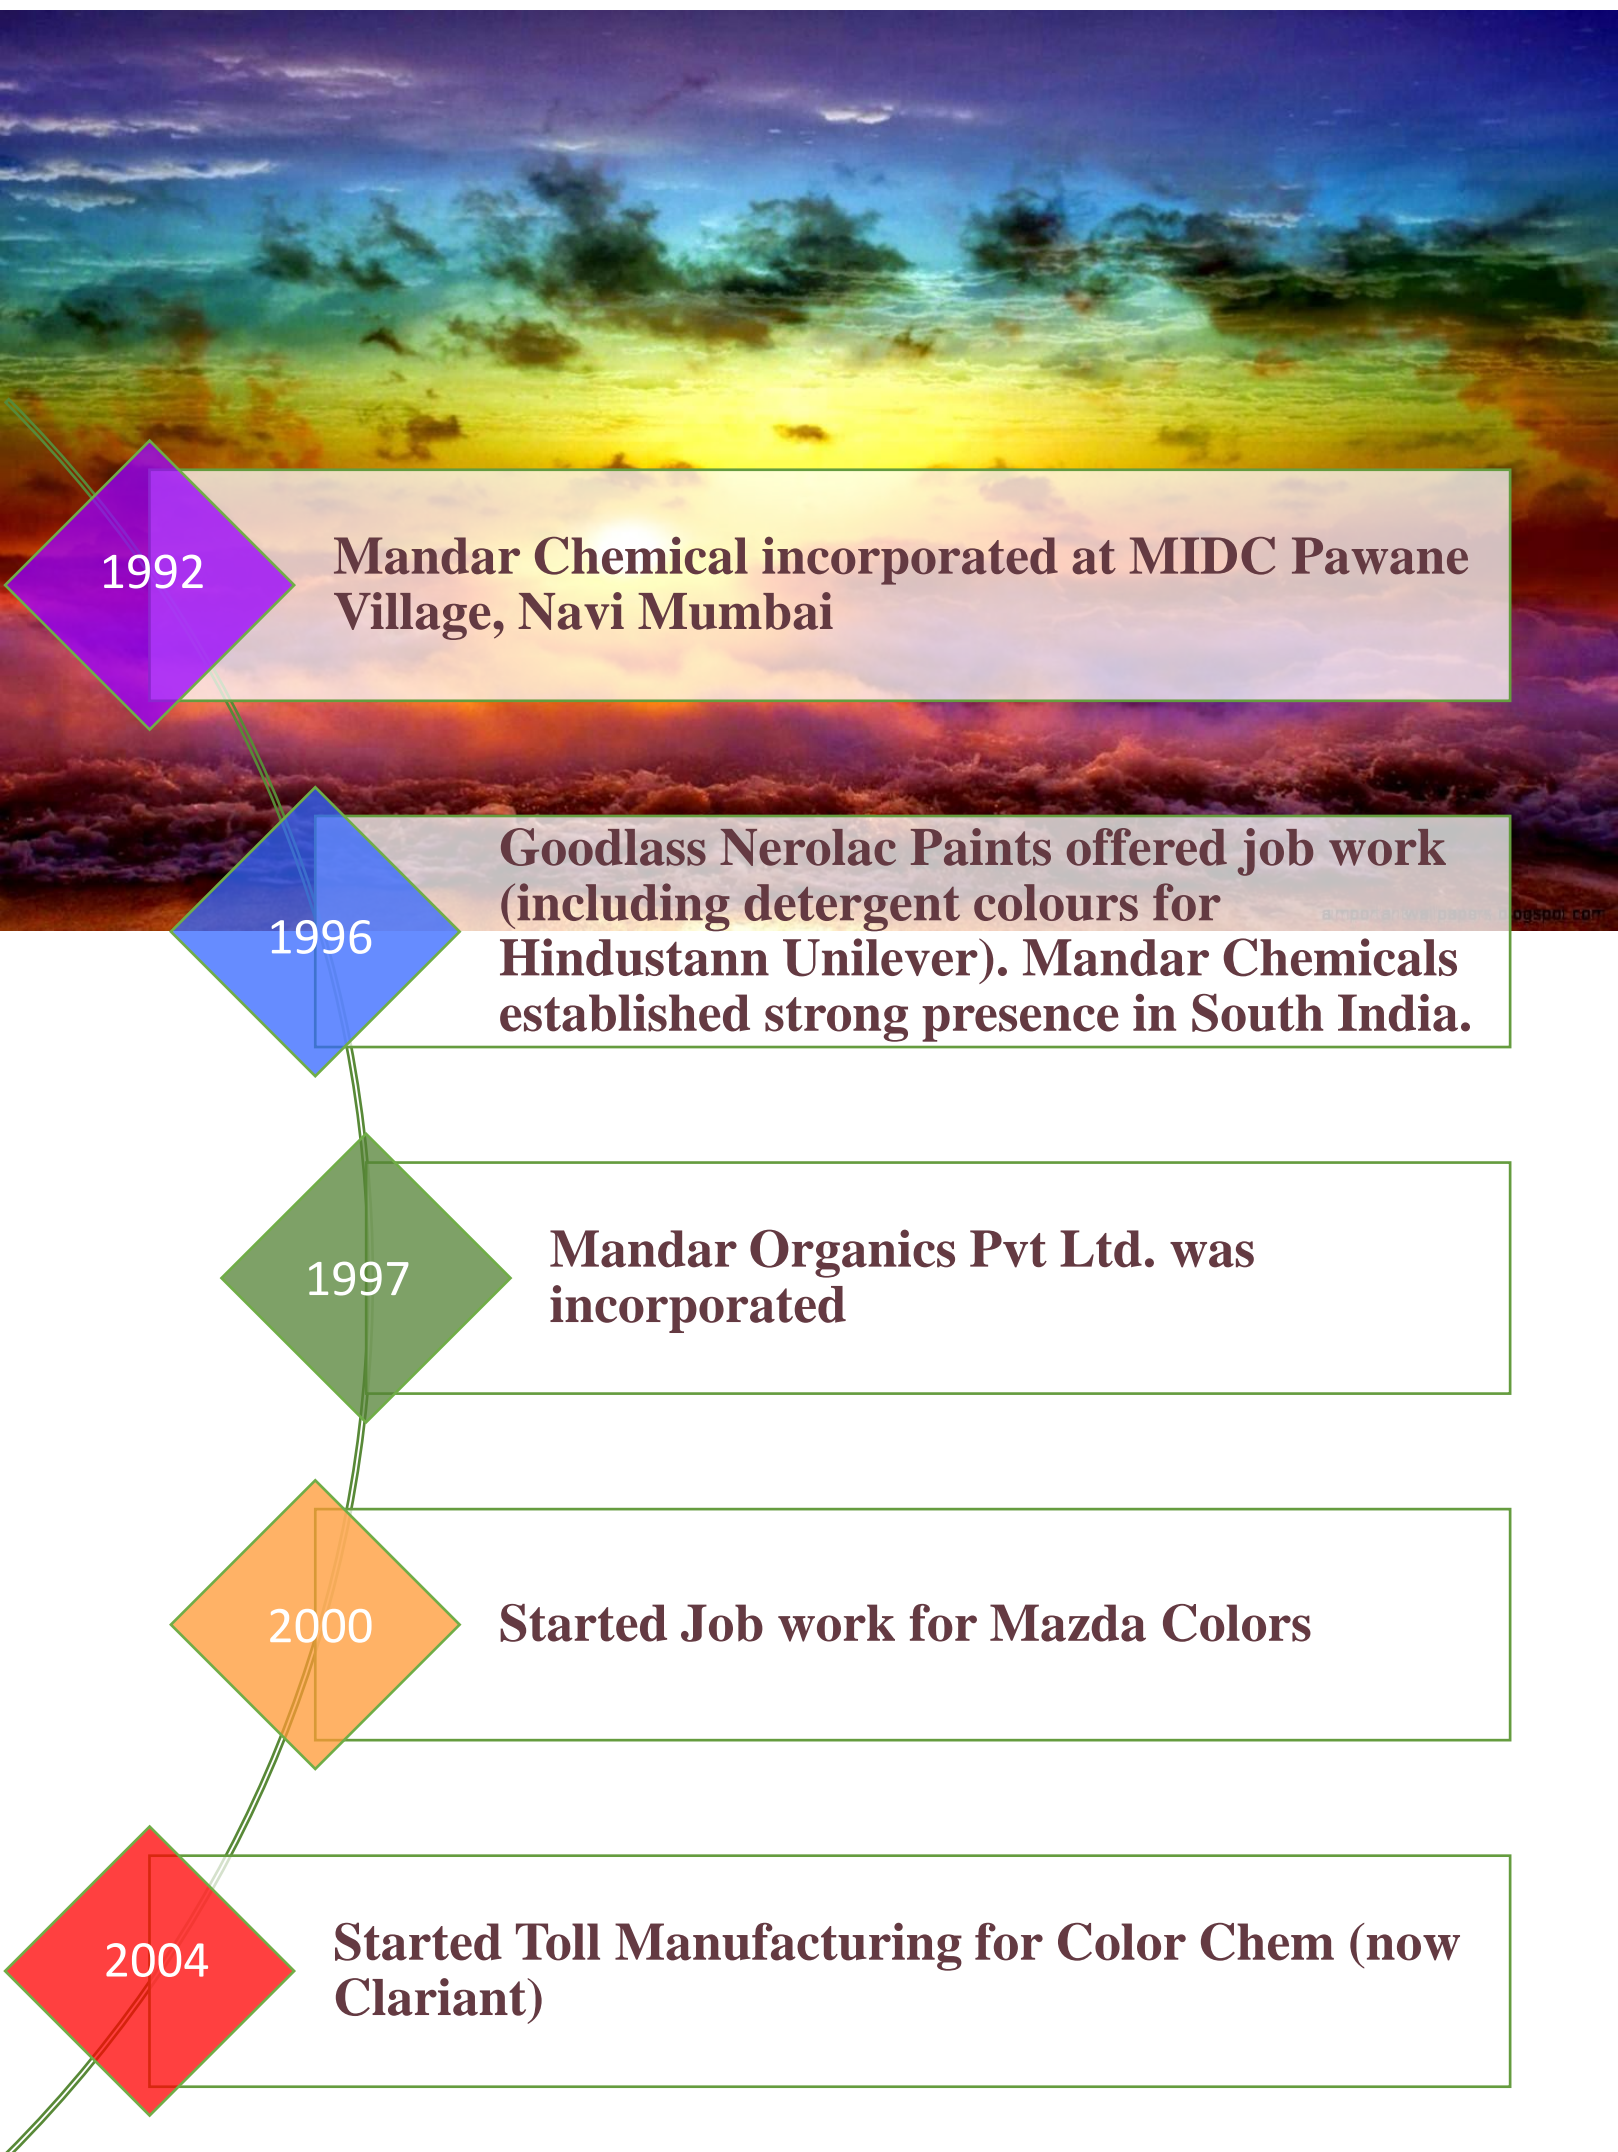 1992
Mandar Chemical incorporated at MIDC Pawane
Village, Navi Mumbai
1996
Goodlass Nerolac Paints offered job work
(including detergent colours for
Hindustann Unilever). Mandar Chemicals
established strong presence in South India.
1997
Mandar Organics Pvt Ltd. was
incorporated
2000
Started Job work for Mazda Colors
2004
Started Toll Manufacturing for Color Chem (now
Clariant)